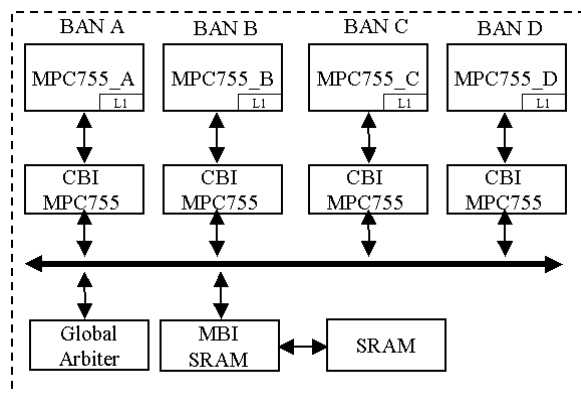 BAN A
BAN B
BAN C
BAN D
MPC755_A
L1
MPC755_B
L1
MPC755_C
L1
MPC755_D
L1
CBI
MPC755
CBI
MPC755
CBI
MPC755
CBI
MPC755
Global
Arbiter
MBI
SRAM
SRAM